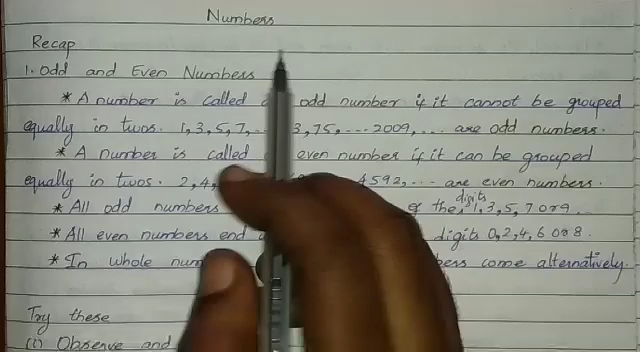 Numbers
Recap
1. Odd and Even Numbers
* A number is called odd number if it cannot be grouped
equally in twos. 1, 3, 5, 7, .. 3, 75, ... 2009, ... are odd numbers.
* A number is called even number if it can be grouped
equally in twos. 2, 4, 4592, ... are even numbers.
* All odd numbers of the digits 1, 3, 5, 7 or 9 ..
* All even numbers end digits 0, 2, 4, 6 or 8.
* In whole come alternatively.
Try these
(i) Observe and